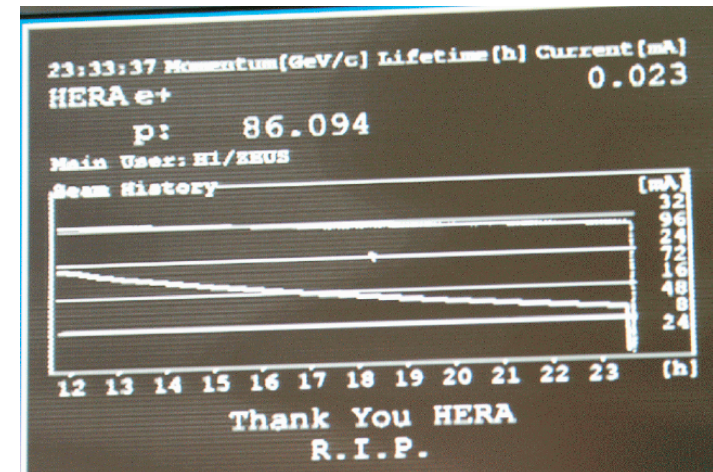 23:33:37 Momentum[GeV/c] Lifetime[h] Current[mA]
HERA e+ 0.023
p: 86.094
Main User: H1/ZEUS
Beam History [mA]
32
96
24
72
16
48
8
24
12 13 14 15 16 17 18 19 20 21 22 23 [h]
Thank You HERA
R.I.P.